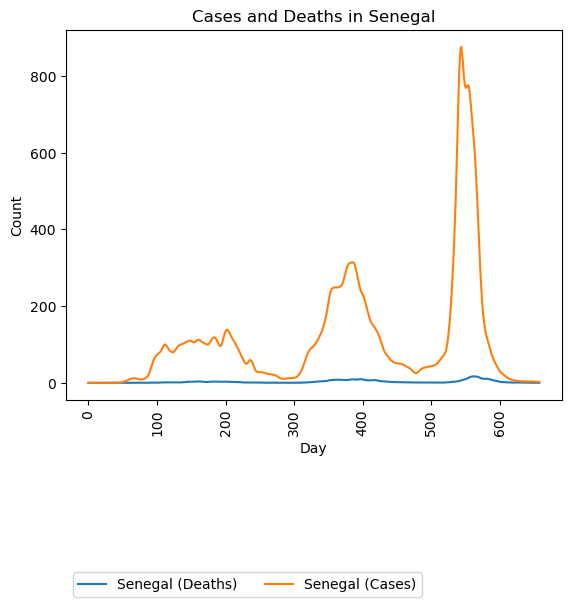 Cases and Deaths in Senegal
800
600
400
200
0
Count
0 100 200 300 400 500 600
Day
Senegal (Deaths) Senegal (Cases)